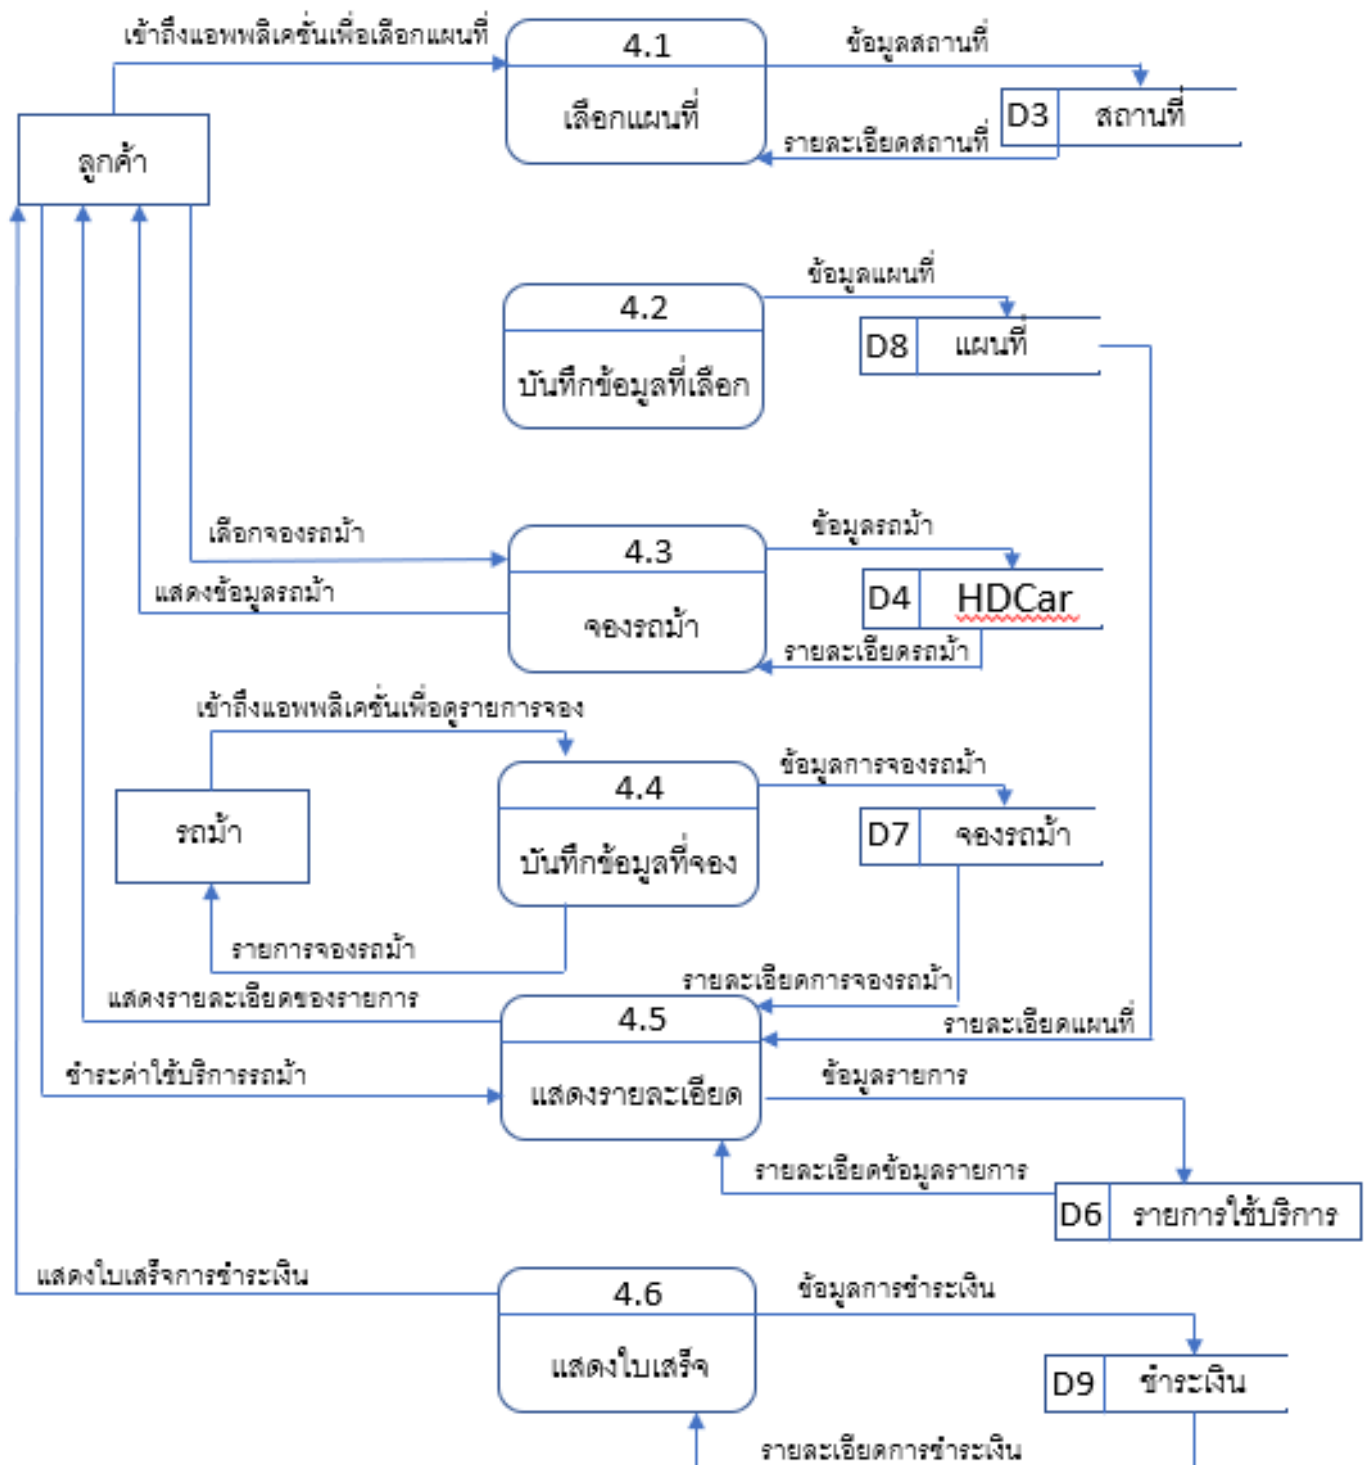 เข้าถึงแอพพลิเคชั่นเพื่อเลือกแผนที่
4.1
ข้อมูลสถานที่
เลือกแผนที่
D3 สถานที่
รายละเอียดสถานที่
ลูกค้า
ข้อมูลแผนที่
4.2
D8 แผนที่
บันทึกข้อมูลที่เลือก
เลือกจองรถม้า
ข้อมูลรถม้า
4.3
แสดงข้อมูลรถม้า
D4 HDCar
จองรถม้า
รายละเอียดรถม้า
เข้าถึงแอพพลิเคชั่นเพื่อดูรายการจอง
ข้อมูลการจองรถม้า
4.4
รถม้า
D7 จองรถม้า
บันทึกข้อมูลที่จอง
รายการจองรถม้า
รายละเอียดการจองรถม้า
แสดงรายละเอียดของรายการ
4.5
รายละเอียดแผนที่
ชำระค่าใช้บริการรถม้า
ข้อมูลรายการ
แสดงรายละเอียด
รายละเอียดข้อมูลรายการ
D6 รายการใช้บริการ
แสดงใบเสร็จการชำระเงิน
4.6
ข้อมูลการชำระเงิน
แสดงใบเสร็จ
D9 ชำระเงิน
รายละเอียดการชำระเงิน